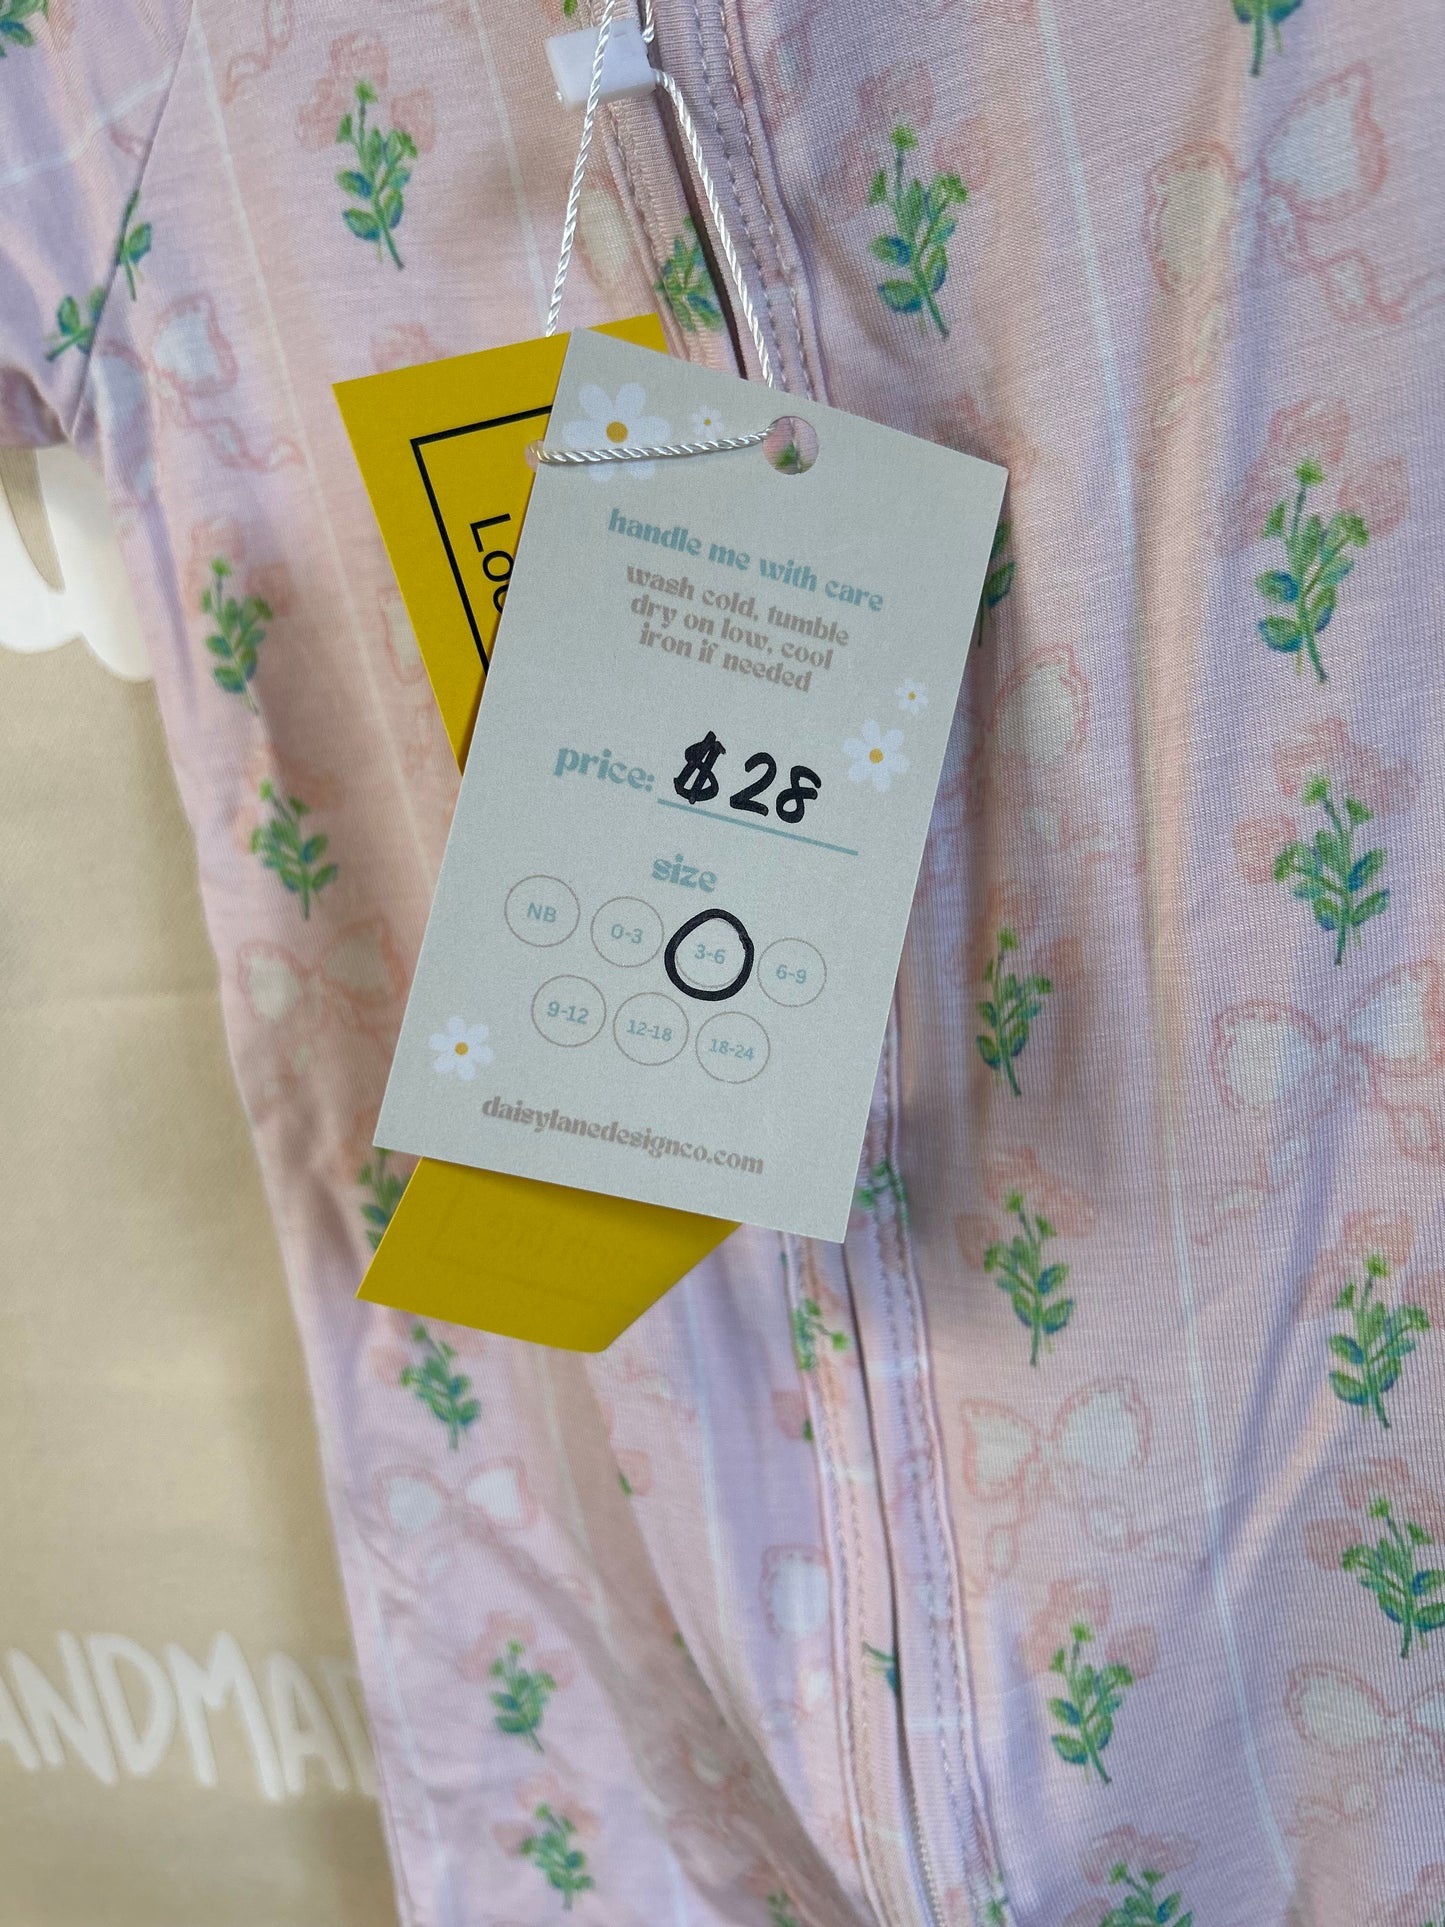 handle me with care
wash cold, tumble
dry on low, cool
iron if needed
price: $28
size
NB 0-3 3-6 6-9
9-12 12-18 18-24
daisylanedesignco.com